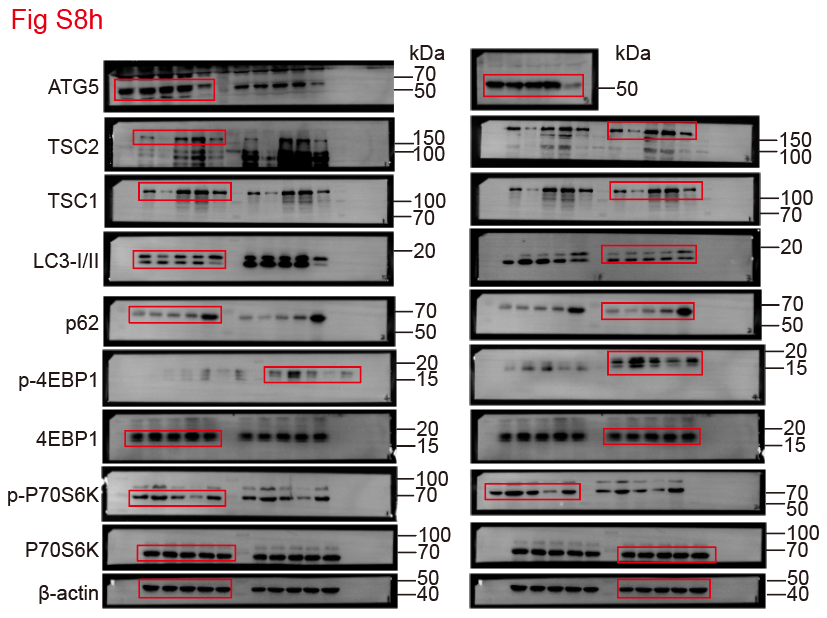 Fig S8h
kDa
kDa
ATG5
70
50
50
TSC2
150
100
150
100
TSC1
100
70
100
70
LC3-I/II
20
20
p62
70
50
70
50
p-4EBP1
20
15
20
15
4EBP1
20
15
20
15
p-P70S6K
100
70
70
50
P70S6K
100
70
100
70
β-actin
50
40
50
40